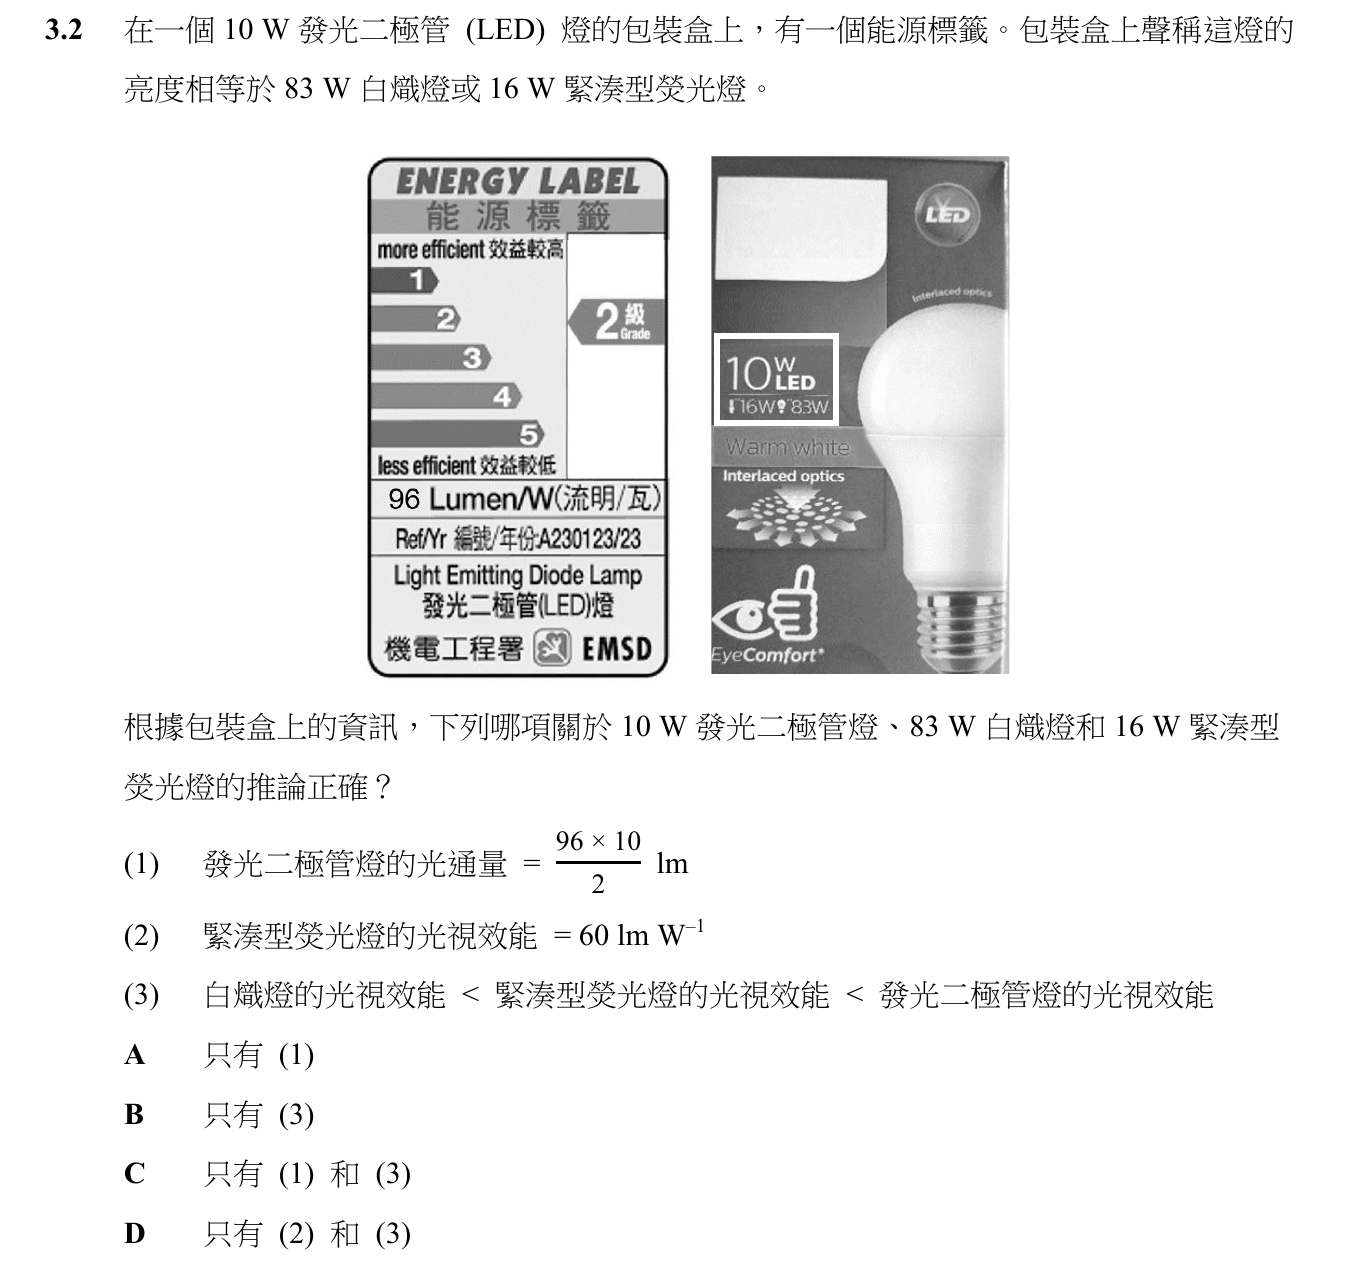 3.2 在一個 10 W 發光二極管 (LED) 燈的包裝盒上，有一個能源標籤。包裝盒上聲稱這燈的
亮度相等於 83 W 白熾燈或 16 W 緊湊型熒光燈。
ENERGY LABEL
能源標籤
more efficient 效益較高
1
2
3
4
5
2級
Grade
less efficient 效益較低
96 Lumen/W(流明/瓦)
Ref/Yr 編號/年份:A230123/23
Light Emitting Diode Lamp
發光二極管(LED)燈
機電工程署 EMSD
LED
Interlaced optics
10W
LED
16W 83W
Warm white
Interlaced optics
EyeComfort*
根據包裝盒上的資訊，下列哪項關於 10 W 發光二極管燈、83 W 白熾燈和 16 W 緊湊型
熒光燈的推論正確？
(1) 發光二極管燈的光通量 = 96 × 10 / 2 lm
(2) 緊湊型熒光燈的光視效能 = 60 lm W⁻¹
(3) 白熾燈的光視效能 < 緊湊型熒光燈的光視效能 < 發光二極管燈的光視效能
A 只有 (1)
B 只有 (3)
C 只有 (1) 和 (3)
D 只有 (2) 和 (3)